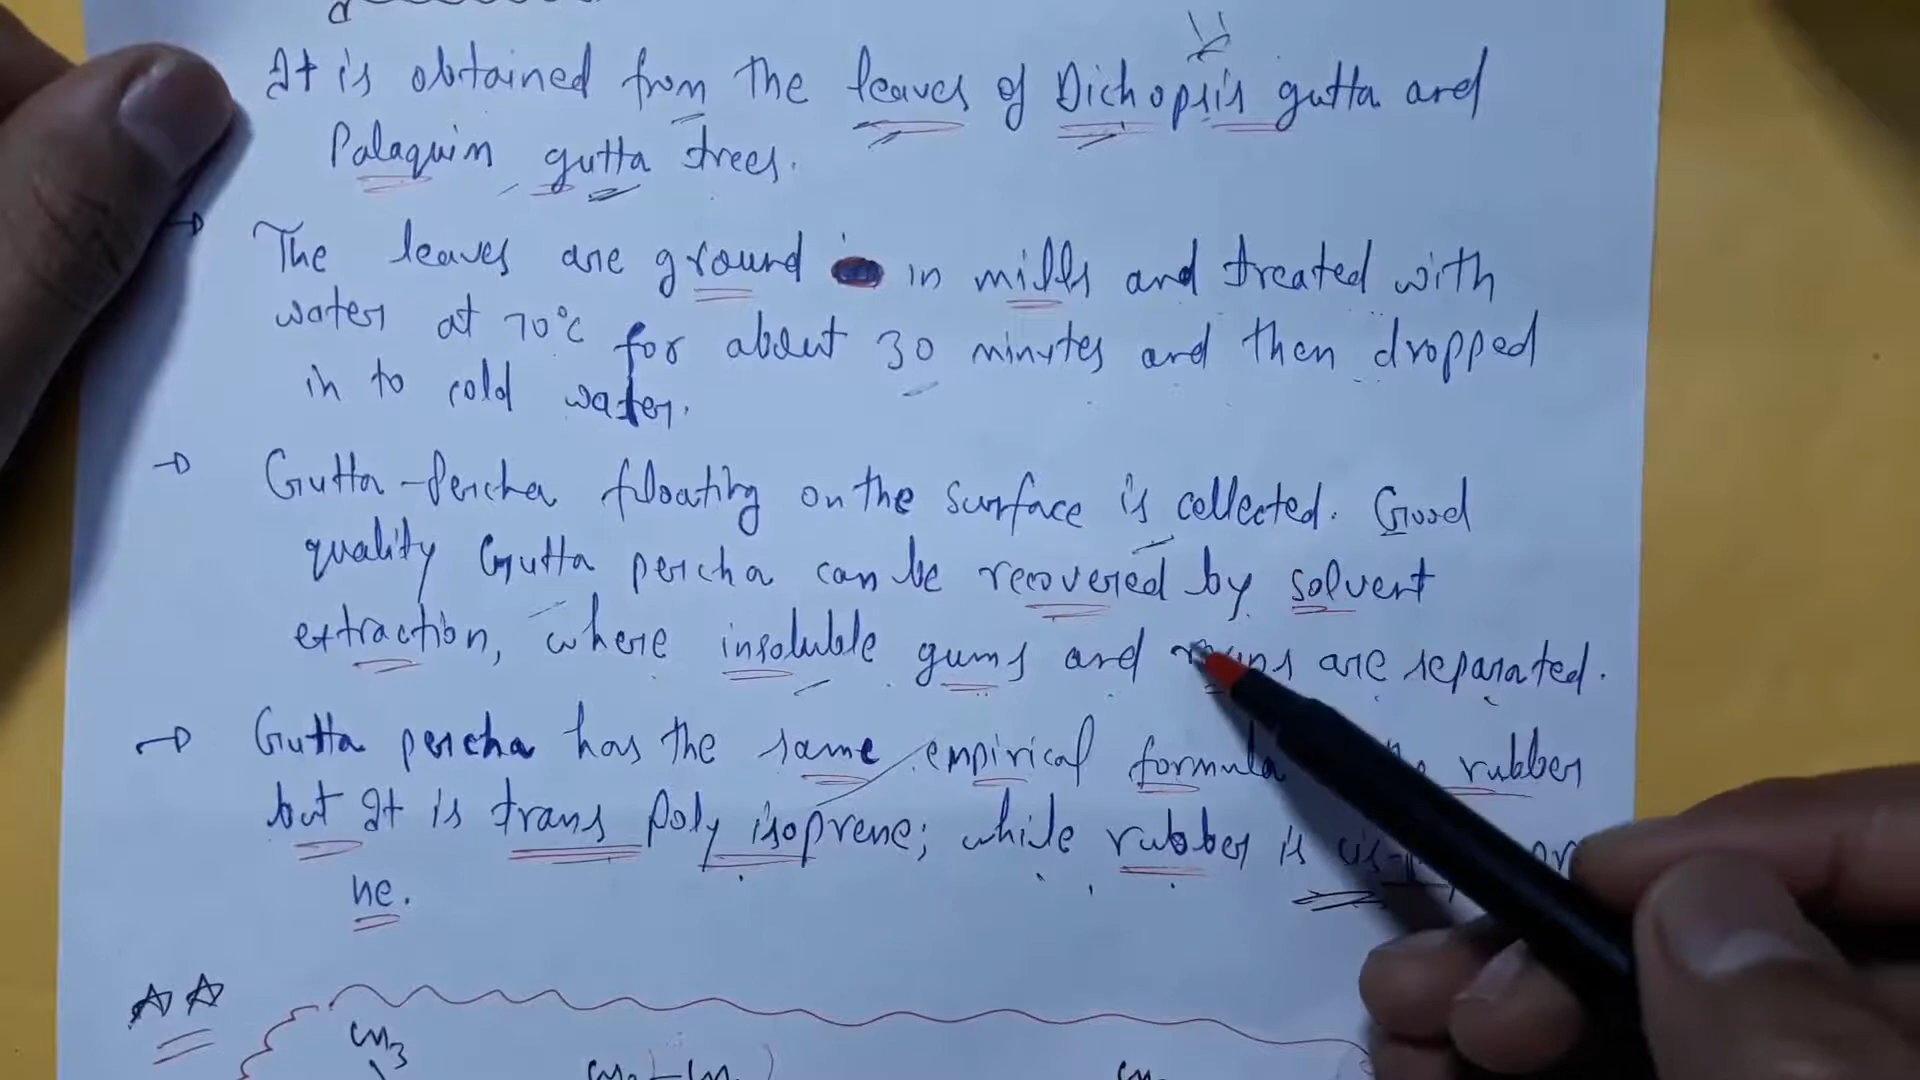 It is obtained from the leaves of Dichopsis gutta and
Palaquim gutta trees.
→ The leaves are ground in mills and treated with
water at 70°C for about 30 minutes and then dropped
in to cold water.
→ Gutta-Percha floating on the surface is collected. Good
quality Gutta percha can be recovered by solvent
extraction, where insoluble gums and are separated.
→ Gutta percha has the same empirical formula rubber
but It is trans Poly isoprene; while rubber is cis-
ne.
☆☆
CH3